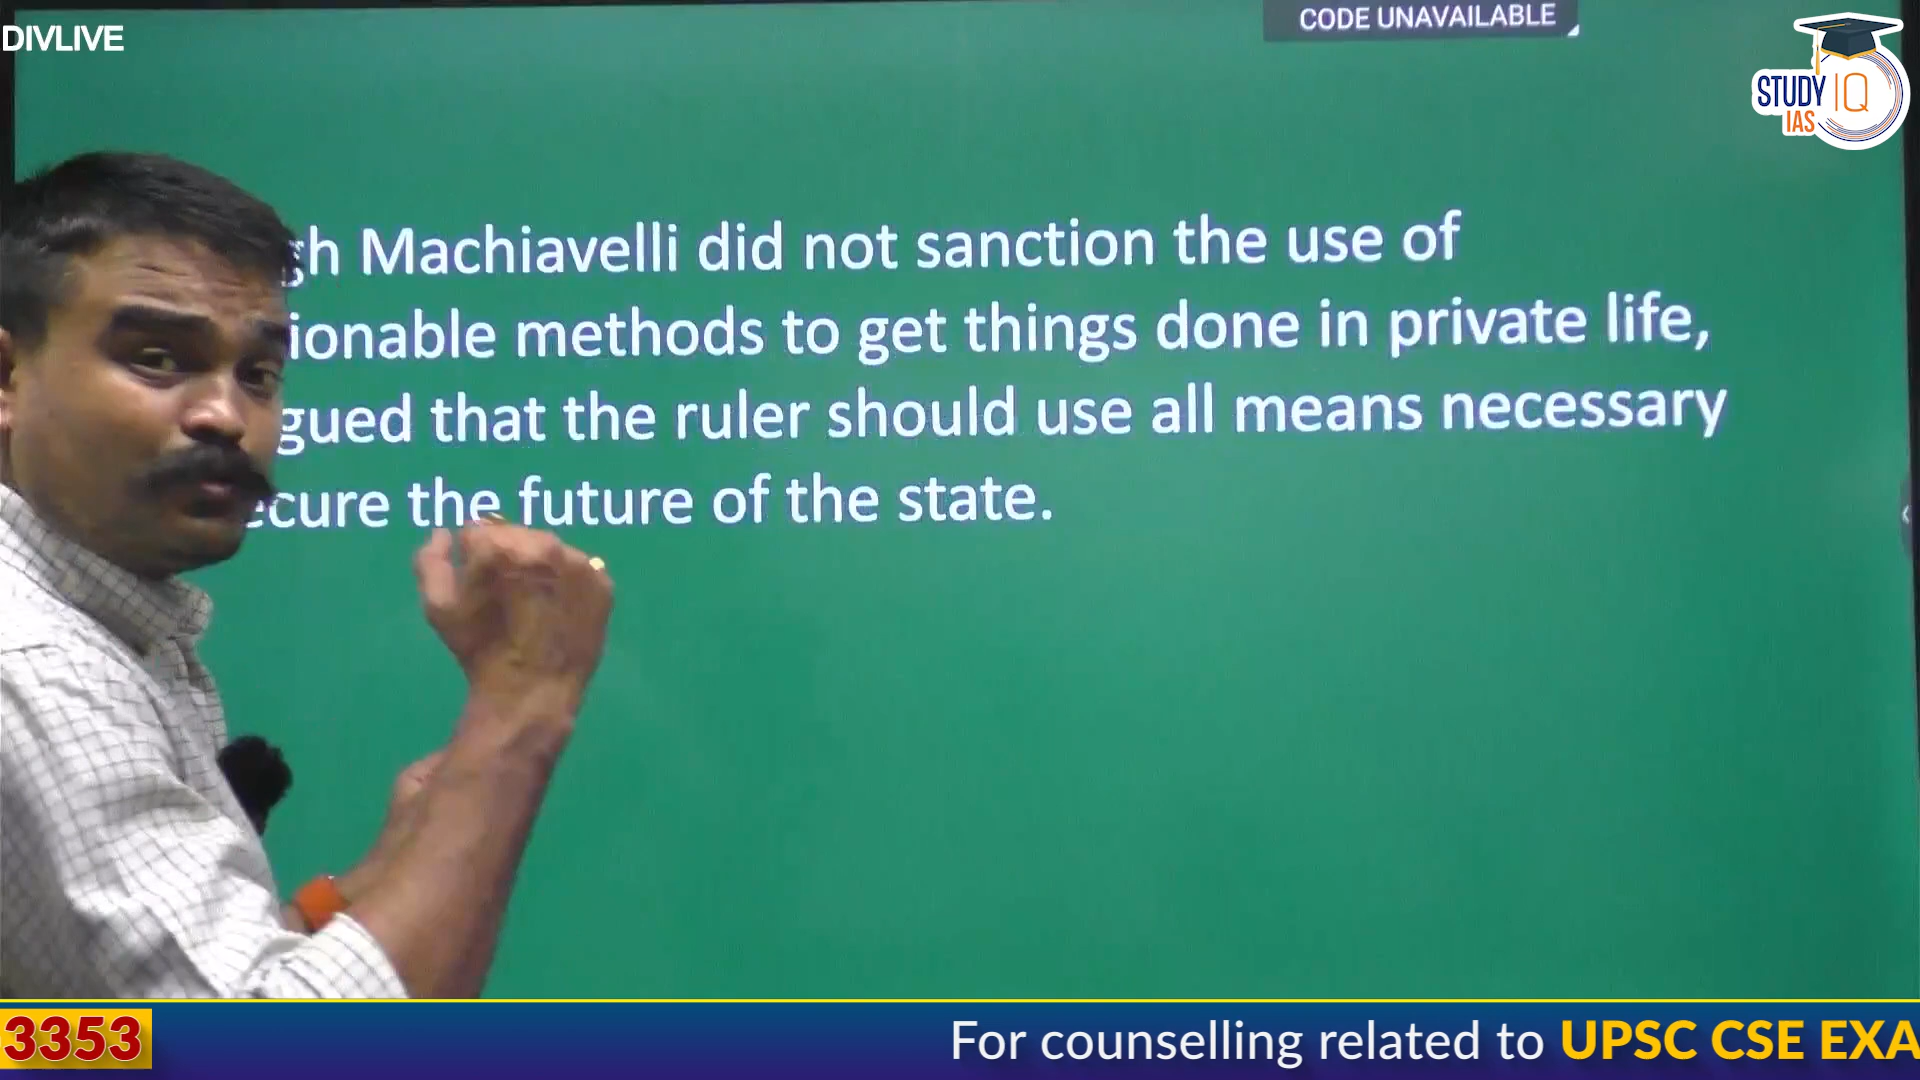 DIVLIVE
CODE UNAVAILABLE
STUDY IQ
IAS
gh Machiavelli did not sanction the use of
ionable methods to get things done in private life,
gued that the ruler should use all means necessary
ecure the future of the state.
3353
For counselling related to UPSC CSE EXA